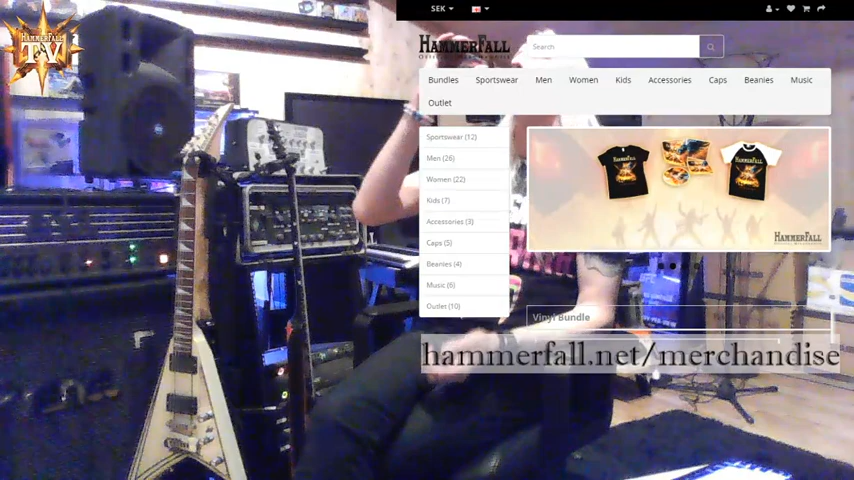 SEK
HAMMERFALL
TV
HAMMERFALL
Search
Bundles Sportswear Men Women Kids Accessories Caps Beanies Music
Outlet
Sportswear (12)
Men (26)
Women (22)
Kids (7)
Accessories (3)
Caps (5)
Beanies (4)
Music (6)
Outlet (10)
HAMMERFALL
Vinyl Bundle
hammerfall.net/merchandise